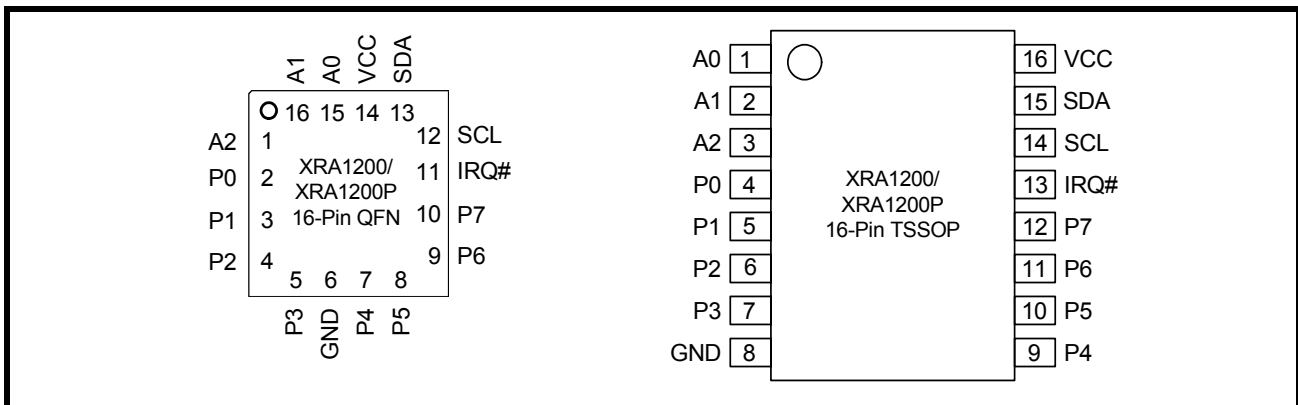 A1 A0 VCC SDA
16 15 14 13
A2 1
P0 2
P1 3
P2 4
XRA1200/
XRA1200P
16-Pin QFN
12 SCL
11 IRQ#
10 P7
9 P6
5 6 7 8
P3 GND P4 P5
A0 1
A1 2
A2 3
P0 4
P1 5
P2 6
P3 7
GND 8
XRA1200/
XRA1200P
16-Pin TSSOP
16 VCC
15 SDA
14 SCL
13 IRQ#
12 P7
11 P6
10 P5
9 P4